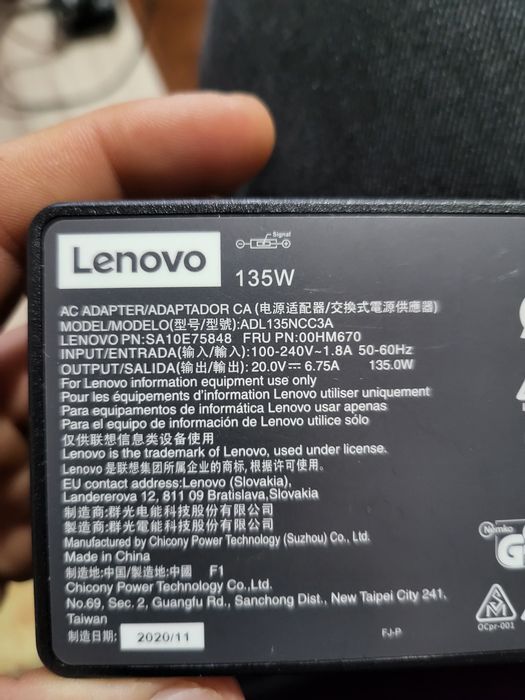 Lenovo
Signal
135W
AC ADAPTER/ADAPTADOR CA (电源适配器/交換式電源供應器)
MODEL/MODELO(型号/型號):ADL135NCC3A
LENOVO PN:SA10E75848 FRU PN:00HM670
INPUT/ENTRADA(输入/輸入):100-240V~1.8A 50-60Hz
OUTPUT/SALIDA(输出/輸出): 20.0V⎓ 6.75A 135.0W
For Lenovo information equipment use only
Pour les équipements d'information Lenovo utiliser uniquement
Para equipamentos de informática Lenovo usar apenas
Para el equipo de información de Lenovo utilice sólo
仅供联想信息类设备使用
Lenovo is the trademark of Lenovo, used under license.
Lenovo 是联想集团所属企业的商标, 根据许可使用.
EU contact address:Lenovo (Slovakia),
Landererova 12, 811 09 Bratislava,Slovakia
制造商: 群光电能科技股份有限公司
製造商: 群光電能科技股份有限公司
Manufactured by Chicony Power Technology (Suzhou) Co., Ltd.
Made in China
制造地:中国/製造地:中國 F1
Chicony Power Technology Co.,Ltd.
No.69, Sec. 2, Guangfu Rd., Sanchong Dist., New Taipei City 241,
Taiwan
制造日期: 2020/11
FJ-P
Nemko
OCpr-001